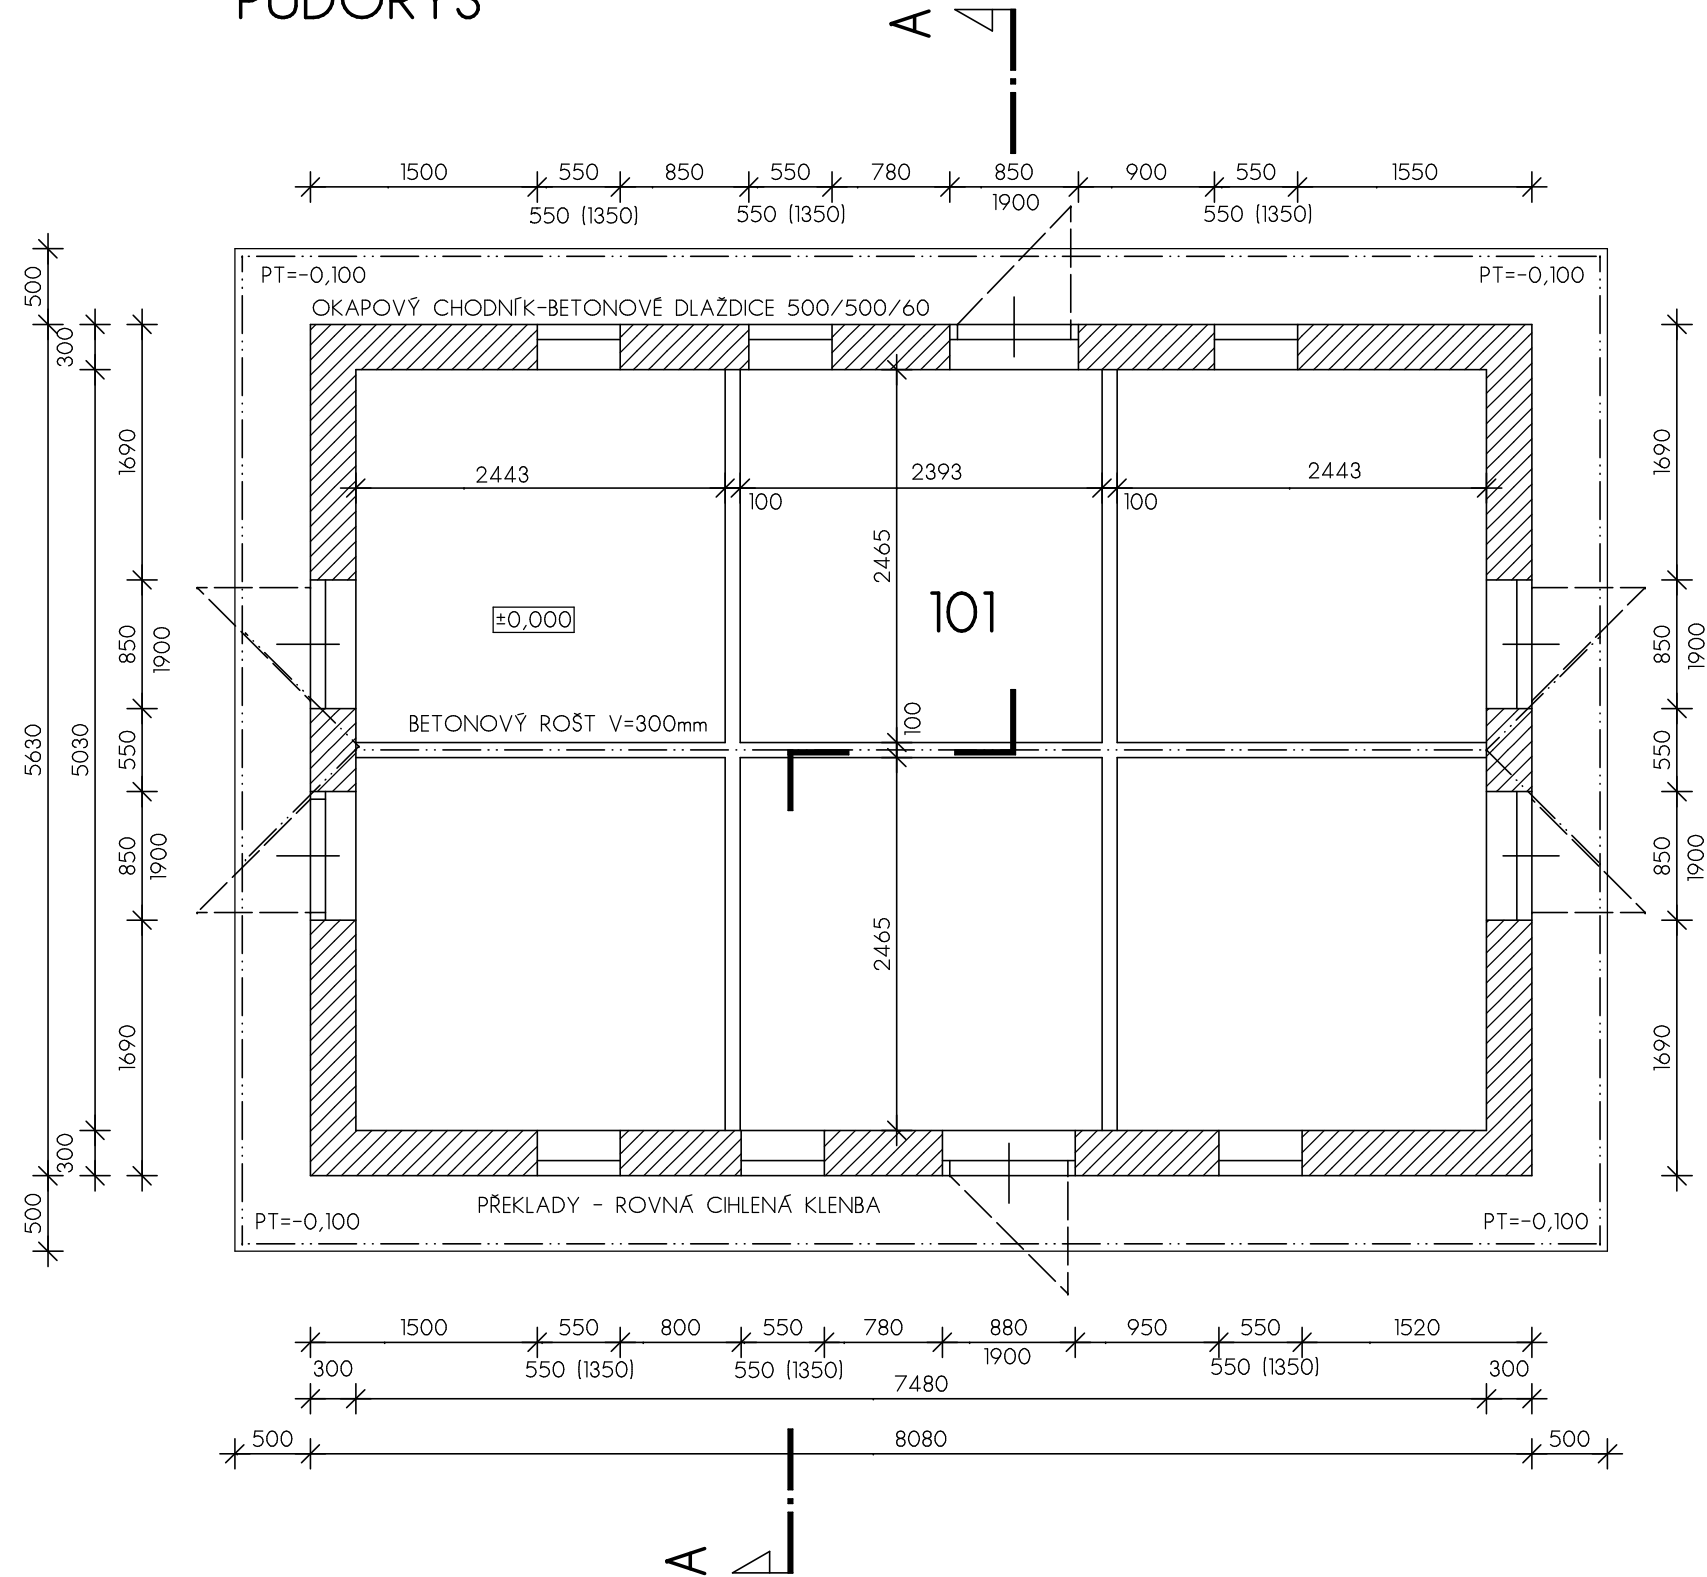 PŮDORYS
A
1500 550 850 550 780 850 900 550 1550
550 (1350) 550 (1350) 1900 550 (1350)
500
PT=-0,100 PT=-0,100
OKAPOVÝ CHODNÍK-BETONOVÉ DLAŽDICE 500/500/60
300
1690 1690
2443 2393 2443
100 100
2465
101
±0,000
850 1900 850 1900
BETONOVÝ ROŠT V=300mm 100
5630 5030 550 550
850 1900 850 1900
2465
1690 1690
300
PŘEKLADY - ROVNÁ CIHLENÁ KLENBA
500 PT=-0,100 PT=-0,100
1500 550 800 550 780 880 950 550 1520
300 550 (1350) 550 (1350) 1900 550 (1350) 300
7480
500 8080 500
A